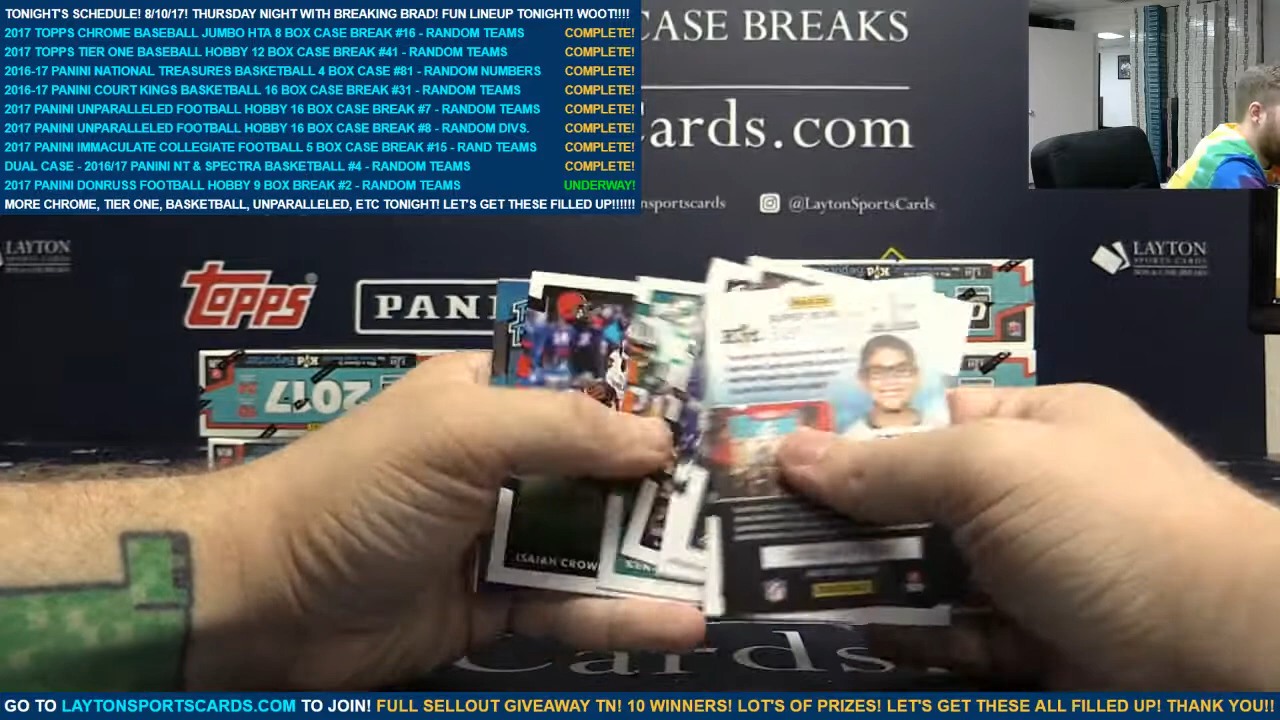 TONIGHT'S SCHEDULE! 8/10/17! THURSDAY NIGHT WITH BREAKING BRAD! FUN LINEUP TONIGHT! WOOT!!!!
2017 TOPPS CHROME BASEBALL JUMBO HTA 8 BOX CASE BREAK #16 - RANDOM TEAMS COMPLETE!
2017 TOPPS TIER ONE BASEBALL HOBBY 12 BOX CASE BREAK #41 - RANDOM TEAMS COMPLETE!
2016-17 PANINI NATIONAL TREASURES BASKETBALL 4 BOX CASE #81 - RANDOM NUMBERS COMPLETE!
2016-17 PANINI COURT KINGS BASKETBALL 16 BOX CASE BREAK #31 - RANDOM TEAMS COMPLETE!
2017 PANINI UNPARALLELED FOOTBALL HOBBY 16 BOX CASE BREAK #7 - RANDOM TEAMS COMPLETE!
2017 PANINI UNPARALLELED FOOTBALL HOBBY 16 BOX CASE BREAK #8 - RANDOM DIVS. COMPLETE!
2017 PANINI IMMACULATE COLLEGIATE FOOTBALL 5 BOX CASE BREAK #15 - RAND TEAMS COMPLETE!
DUAL CASE - 2016/17 PANINI NT & SPECTRA BASKETBALL #4 - RANDOM TEAMS COMPLETE!
2017 PANINI DONRUSS FOOTBALL HOBBY 9 BOX BREAK #2 - RANDOM TEAMS UNDERWAY!
MORE CHROME, TIER ONE, BASKETBALL, UNPARALLELED, ETC TONIGHT! LET'S GET THESE FILLED UP!!!!!!
CASE BREAKS
Cards.com
nsportscards @LaytonSportsCards
LAYTON
LAYTON
SPORTS CARDS
TOPPS
PANI
2017
ISAIAH CROW
Cards.
GO TO LAYTONSPORTSCARDS.COM TO JOIN! FULL SELLOUT GIVEAWAY TN! 10 WINNERS! LOT'S OF PRIZES! LET'S GET THESE ALL FILLED UP! THANK YOU!!